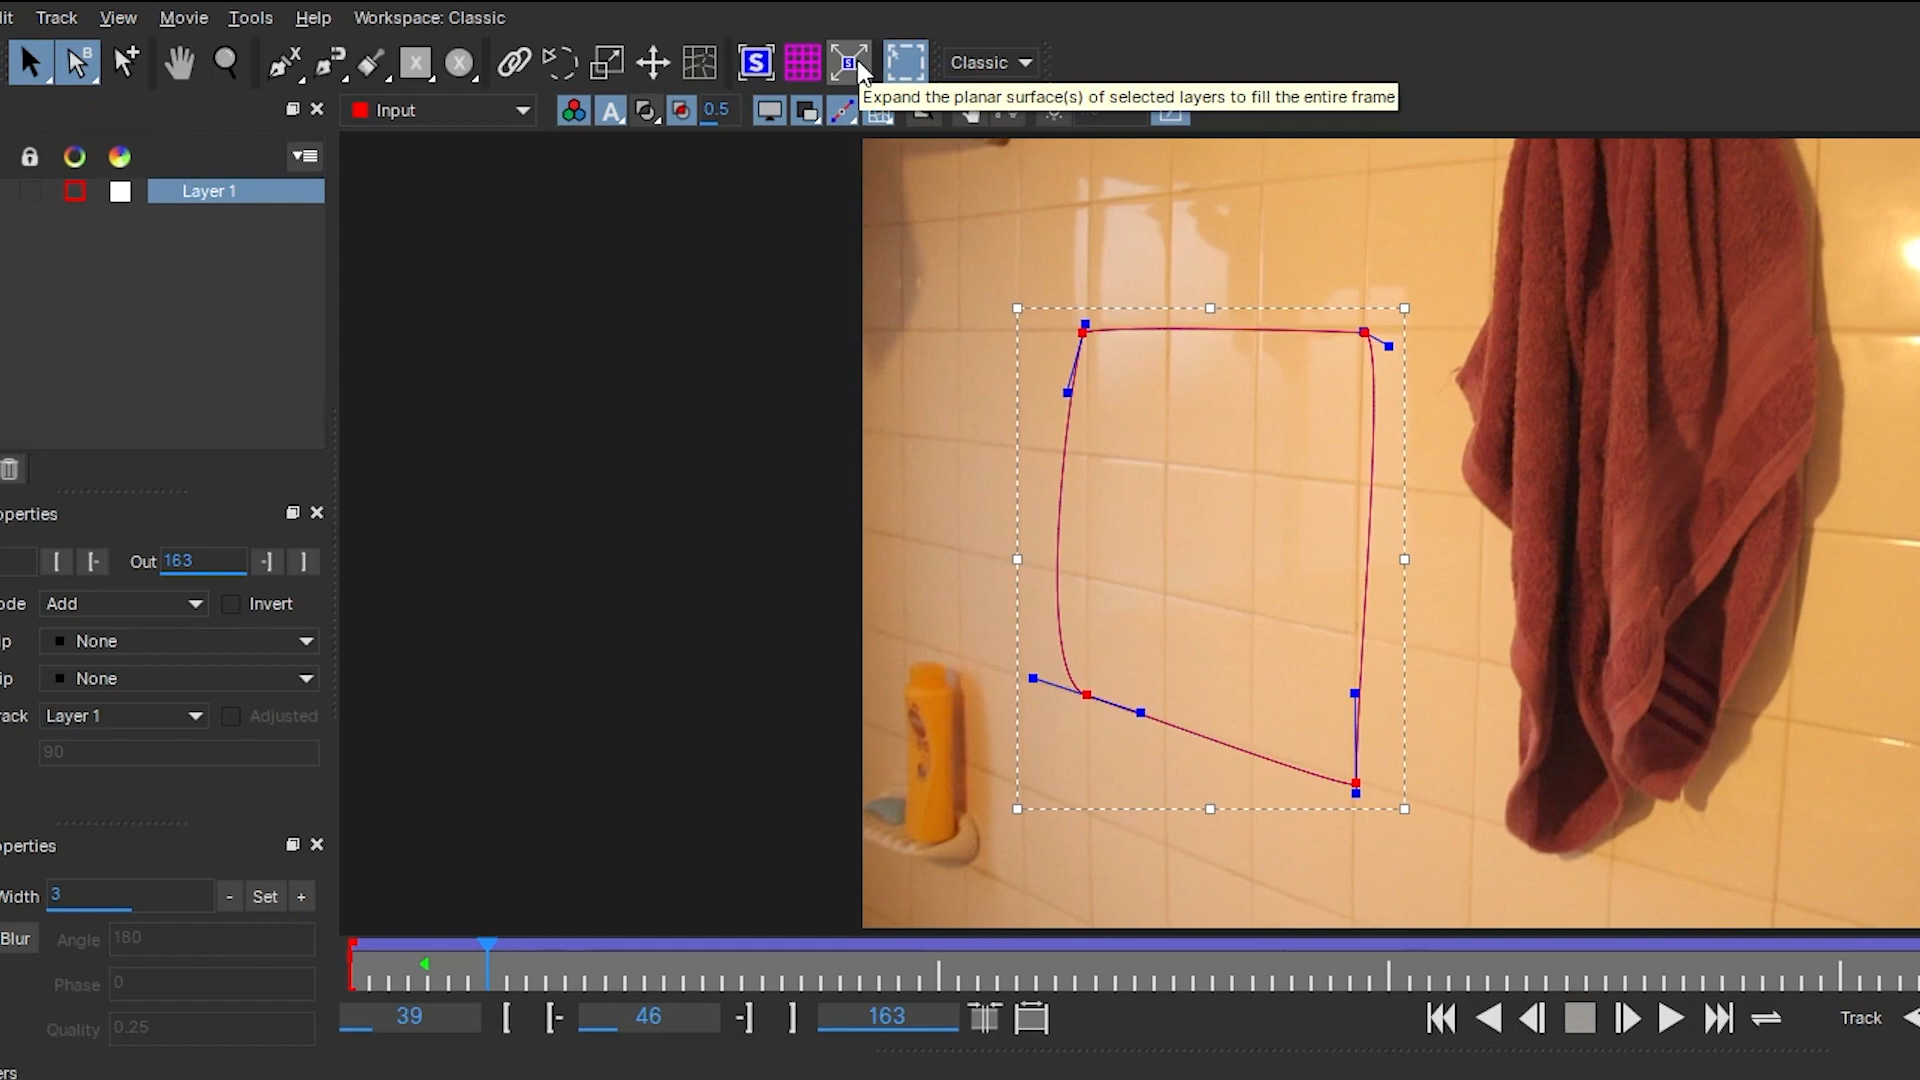 it Track View Movie Tools Help Workspace: Classic
B X X X S S Classic
Expand the planar surface(s) of selected layers to fill the entire frame
Input A 0.5
Layer 1
operties
[ [- Out 163 -] ]
ode Add Invert
ip None
ip None
rack Layer 1 Adjusted
90
operties
Width 3 - Set +
Blur Angle 180
Phase 0
Quality 0.25
39 [ [- 46 -] ] 163 Track
ers